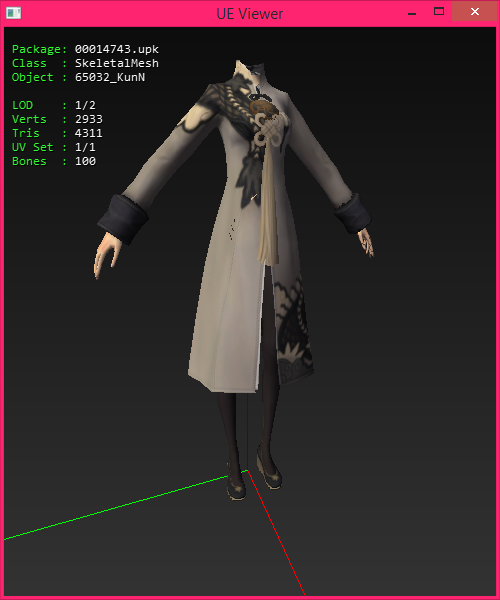 UE Viewer
Package: 00014743.upk
Class : SkeletalMesh
Object : 65032_KunN
LOD : 1/2
Verts : 2933
Tris : 4311
UV Set : 1/1
Bones : 100